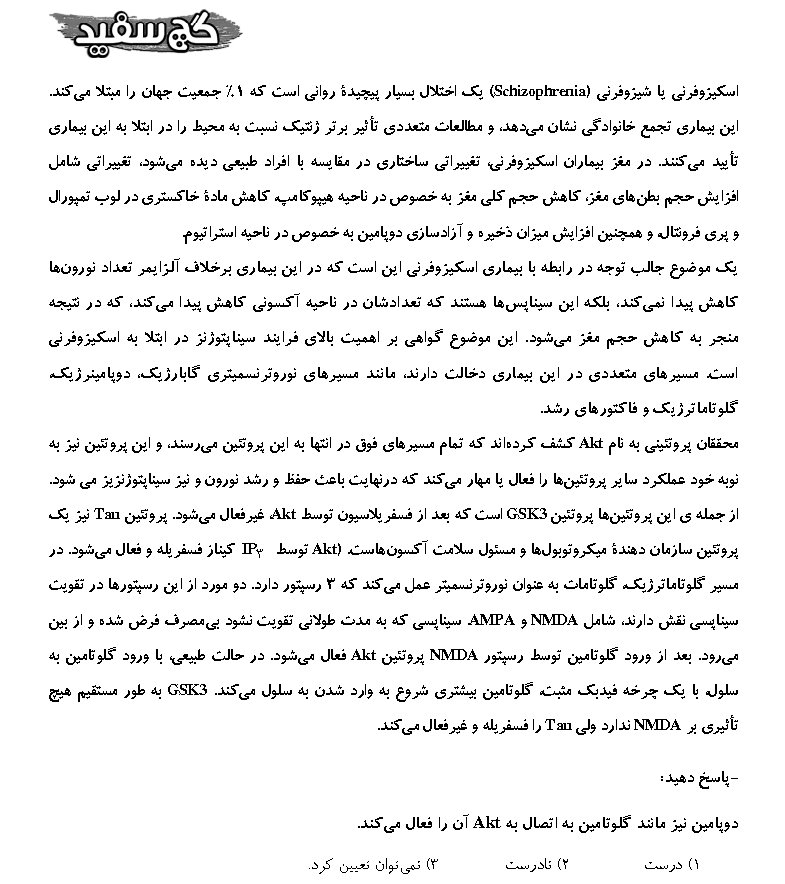 گچ سفید
اسکیزوفرنی یا شیزوفرنی (Schizophrenia) یک اختلال بسیار پیچیدهٔ روانی است که ۱٪ جمعیت جهان را مبتلا می‌کند.
این بیماری تجمع خانوادگی نشان می‌دهد، و مطالعات متعددی تأثیر برتر ژنتیک نسبت به محیط را در ابتلا به این بیماری
تأیید می‌کنند. در مغز بیماران اسکیزوفرنی، تغییراتی ساختاری در مقایسه با افراد طبیعی دیده می‌شود، تغییراتی شامل
افزایش حجم بطن‌های مغز، کاهش حجم کلی مغز به خصوص در ناحیه هیپوکامپ، کاهش مادهٔ خاکستری در لوب تمپورال
و پری فرونتال، و همچنین افزایش میزان ذخیره و آزادسازی دوپامین به خصوص در ناحیه استراتیوم.
یک موضوع جالب توجه در رابطه با بیماری اسکیزوفرنی این است که در این بیماری برخلاف آلزایمر تعداد نورون‌ها
کاهش پیدا نمی‌کند، بلکه این سیناپس‌ها هستند که تعدادشان در ناحیه آکسونی کاهش پیدا می‌کند، که در نتیجه
منجر به کاهش حجم مغز می‌شود. این موضوع گواهی بر اهمیت بالای فرایند سیناپتوژنز در ابتلا به اسکیزوفرنی
است. مسیرهای متعددی در این بیماری دخالت دارند، مانند مسیرهای نوروترنسمیتری گابارژیک، دوپامینرژیک،
گلوتاماترژیک و فاکتورهای رشد.
محققان پروتئینی به نام Akt کشف کرده‌اند که تمام مسیرهای فوق در انتها به این پروتئین می‌رسند، و این پروتئین نیز به
نوبه خود عملکرد سایر پروتئین‌ها را فعال یا مهار می‌کند که درنهایت باعث حفظ و رشد نورون و نیز سیناپتوژنزیز می شود.
از جمله ی این پروتئین‌ها پروتئین GSK3 است که بعد از فسفریلاسیون توسط Akt، غیرفعال می‌شود. پروتئین Tau نیز یک
پروتئین سازمان دهندهٔ میکروتوبول‌ها و مسئول سلامت آکسون‌هاست. (Akt توسط IP۳ کیناز فسفریله و فعال می‌شود. در
مسیر گلوتاماترژیک، گلوتامات به عنوان نوروترنسمیتر عمل می‌کند که ۳ رسپتور دارد. دو مورد از این رسپتورها در تقویت
سیناپسی نقش دارند، شامل NMDA و AMPA. سیناپسی که به مدت طولانی تقویت نشود بی‌مصرف فرض شده و از بین
می‌رود. بعد از ورود گلوتامین توسط رسپتور NMDA پروتئین Akt فعال می‌شود. در حالت طبیعی، با ورود گلوتامین به
سلول، با یک چرخه فیدبک مثبت، گلوتامین بیشتری شروع به وارد شدن به سلول می‌کند. GSK3 به طور مستقیم هیچ
تأثیری بر NMDA ندارد ولی Tau را فسفریله و غیرفعال می‌کند.
-پاسخ دهید:
دوپامین نیز مانند گلوتامین به اتصال به Akt آن را فعال می‌کند.
۱) درست ۲) نادرست ۳) نمی‌توان تعیین کرد.